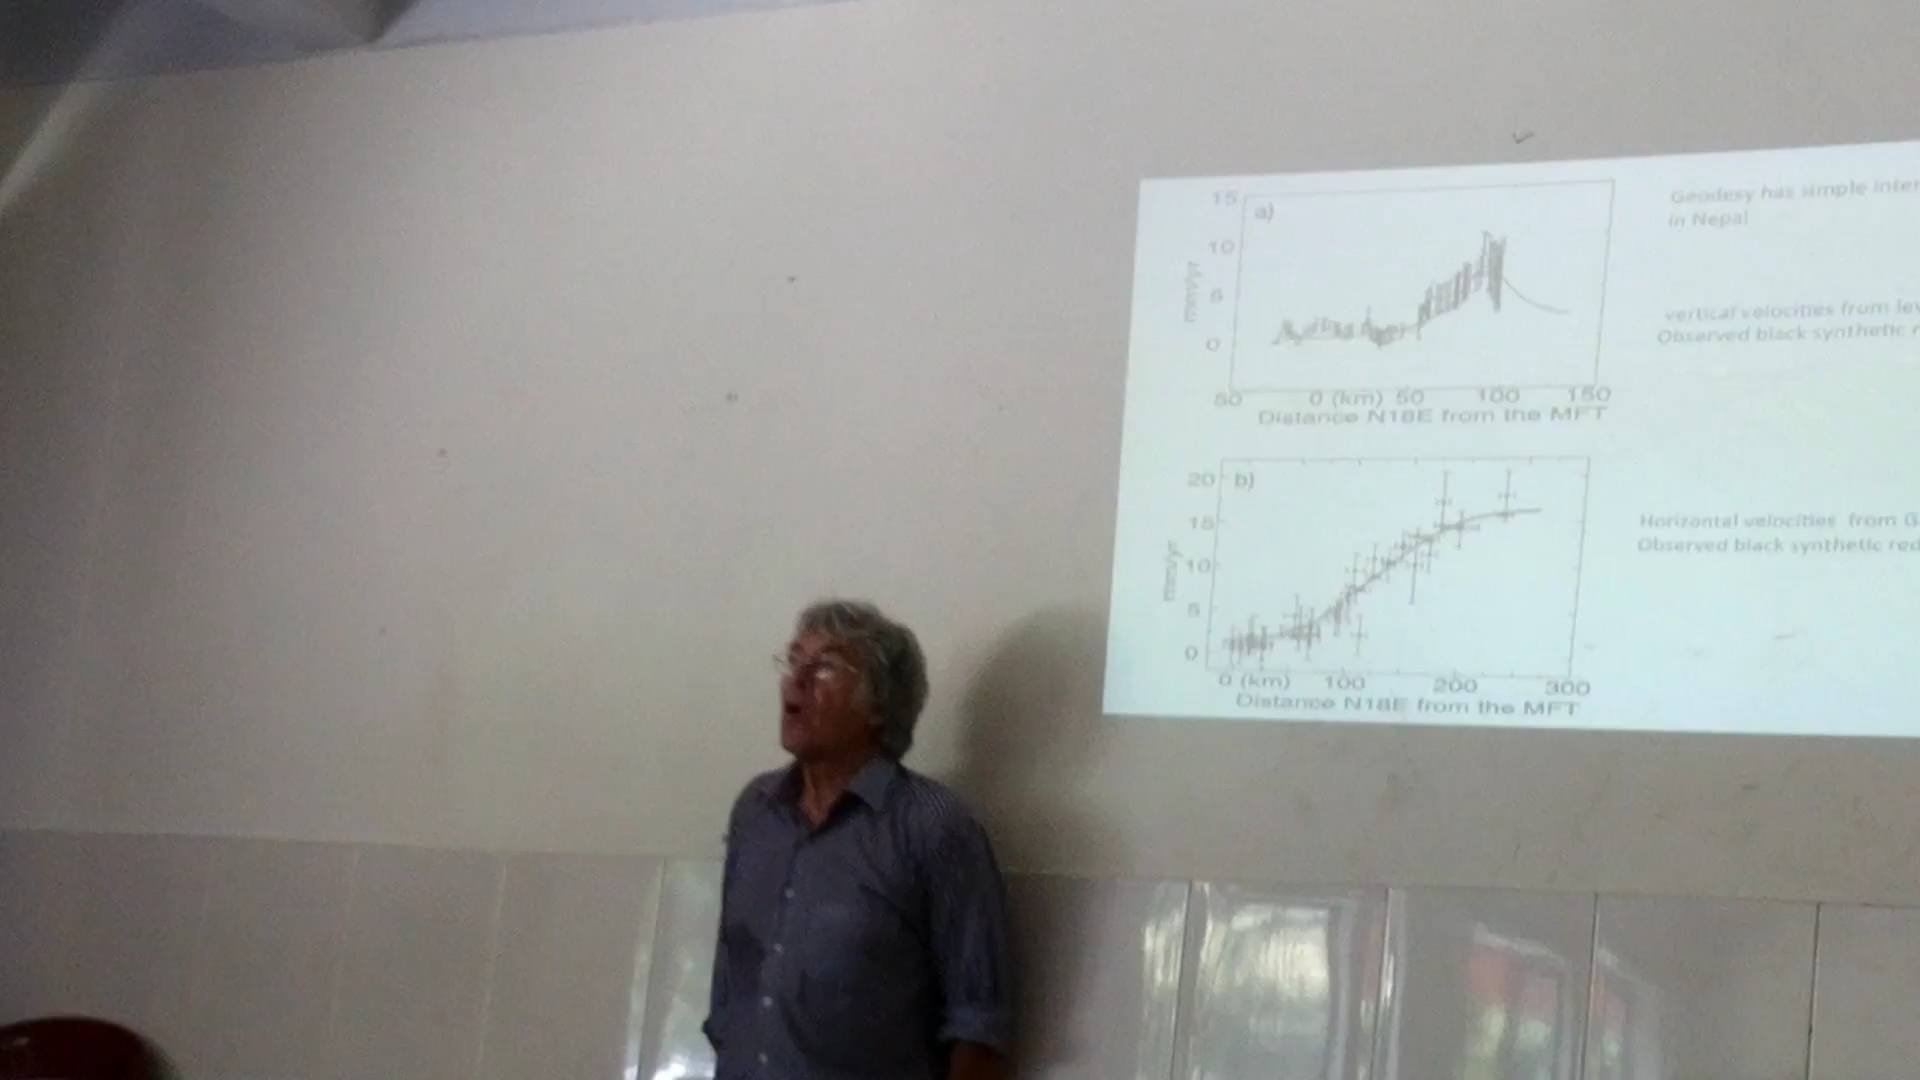 15
a)
10
mm/yr
5
0
50 0 (km) 50 100 150
Distance N18E from the MFT
20 b)
15
mm/yr
10
5
0
0 (km) 100 200 300
Distance N18E from the MFT
Geodesy has simple inter
in Nepal
vertical velocities from lev
Observed black synthetic r
Horizontal velocities from G
Observed black synthetic red